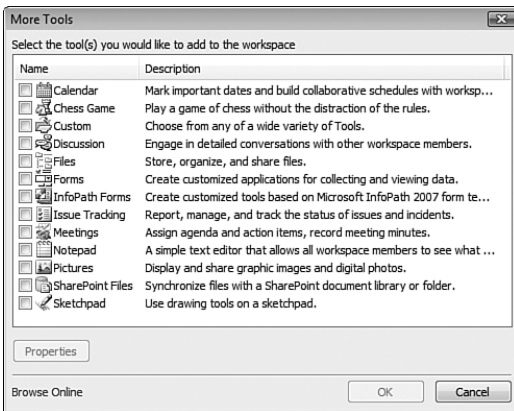 More Tools
Select the tool(s) you would like to add to the workspace
Name Description
Calendar Mark important dates and build collaborative schedules with worksp...
Chess Game Play a game of chess without the distraction of the rules.
Custom Choose from any of a wide variety of Tools.
Discussion Engage in detailed conversations with other workspace members.
Files Store, organize, and share files.
Forms Create customized applications for collecting and viewing data.
InfoPath Forms Create customized tools based on Microsoft InfoPath 2007 form te...
Issue Tracking Report, manage, and track the status of issues and incidents.
Meetings Assign agenda and action items, record meeting minutes.
Notepad A simple text editor that allows all workspace members to see what ...
Pictures Display and share graphic images and digital photos.
SharePoint Files Synchronize files with a SharePoint document library or folder.
Sketchpad Use drawing tools on a sketchpad.
Properties
Browse Online OK Cancel